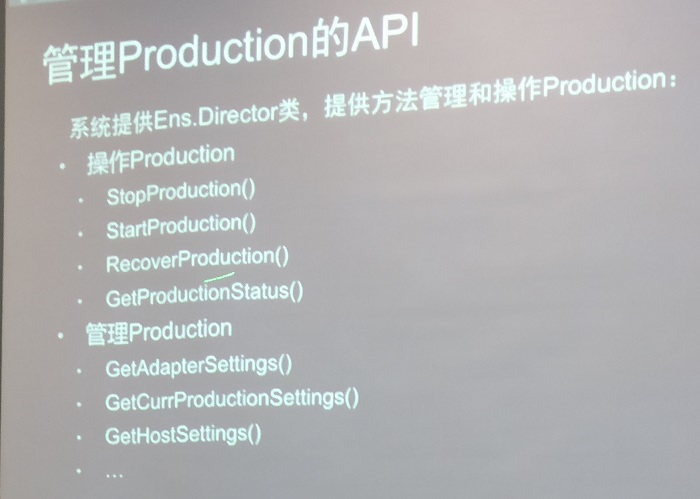 管理Production的API
系统提供Ens.Director类，提供方法管理和操作Production：
• 操作Production
• StopProduction()
• StartProduction()
• RecoverProduction()
• GetProductionStatus()
• 管理Production
• GetAdapterSettings()
• GetCurrProductionSettings()
• GetHostSettings()
• ...